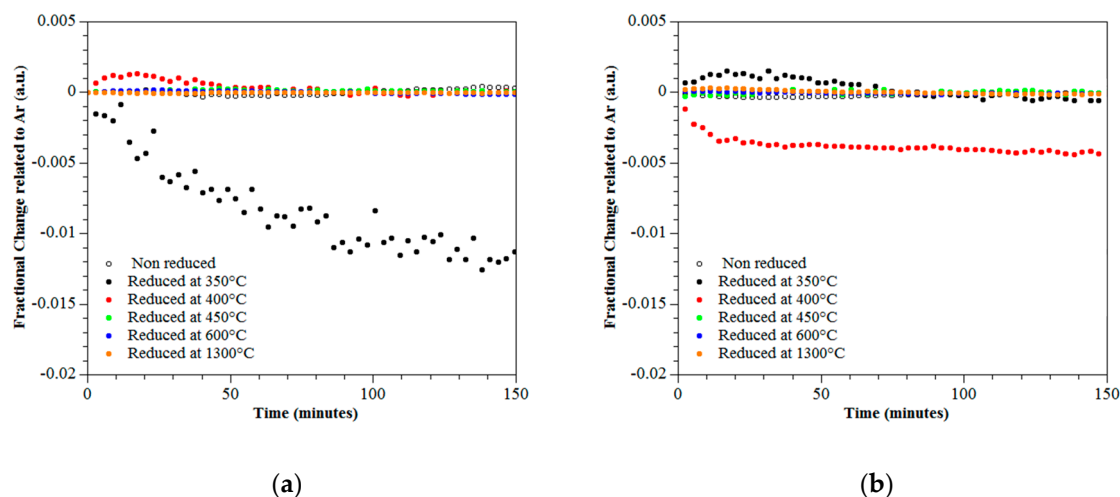 Fractional Change related to Ar (a.u.)
0.005
0
-0.005
-0.01
-0.015
-0.02
Non reduced
Reduced at 350°C
Reduced at 400°C
Reduced at 450°C
Reduced at 600°C
Reduced at 1300°C
0 50 100 150
Time (minutes)
(a)
Fractional Change related to Ar (a.u.)
0.005
0
-0.005
-0.01
-0.015
-0.02
Non reduced
Reduced at 350°C
Reduced at 400°C
Reduced at 450°C
Reduced at 600°C
Reduced at 1300°C
0 50 100 150
Time (minutes)
(b)